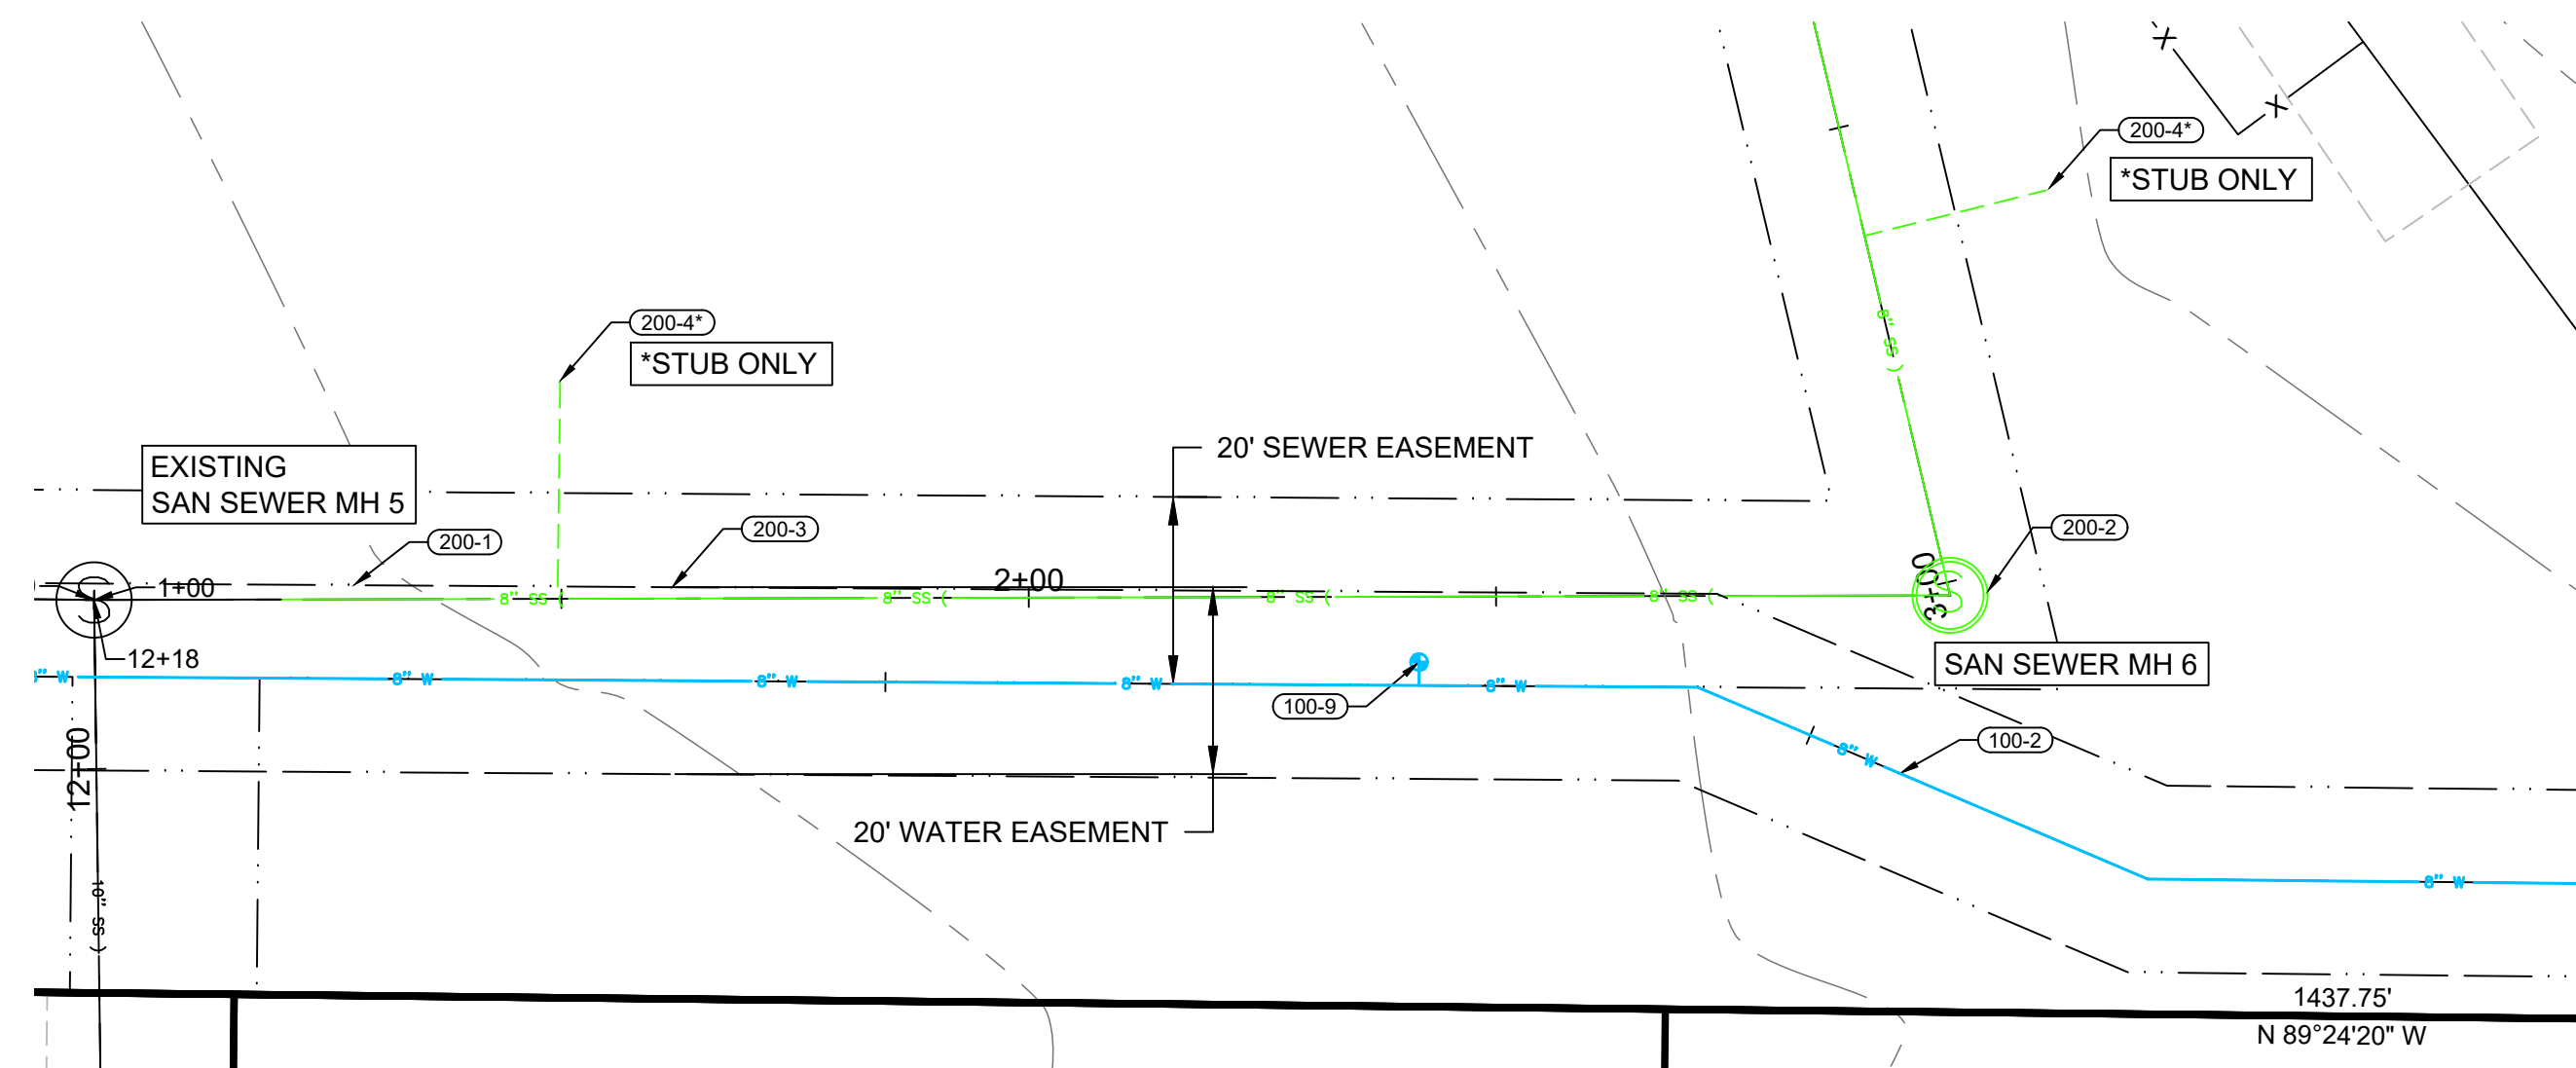 X
X
200-4*
*STUB ONLY
8" SS (
200-4*
*STUB ONLY
20' SEWER EASEMENT
EXISTING
SAN SEWER MH 5
200-1
200-3
200-2
S
1+00
2+00
3+00
S
8" SS (
8" SS (
8" SS (
8" SS (
12+18
SAN SEWER MH 6
8" W
8" W
8" W
8" W
8" W
100-9
100-2
8" W
12+00
20' WATER EASEMENT
10" SS (
8" W
1437.75'
N 89°24'20" W